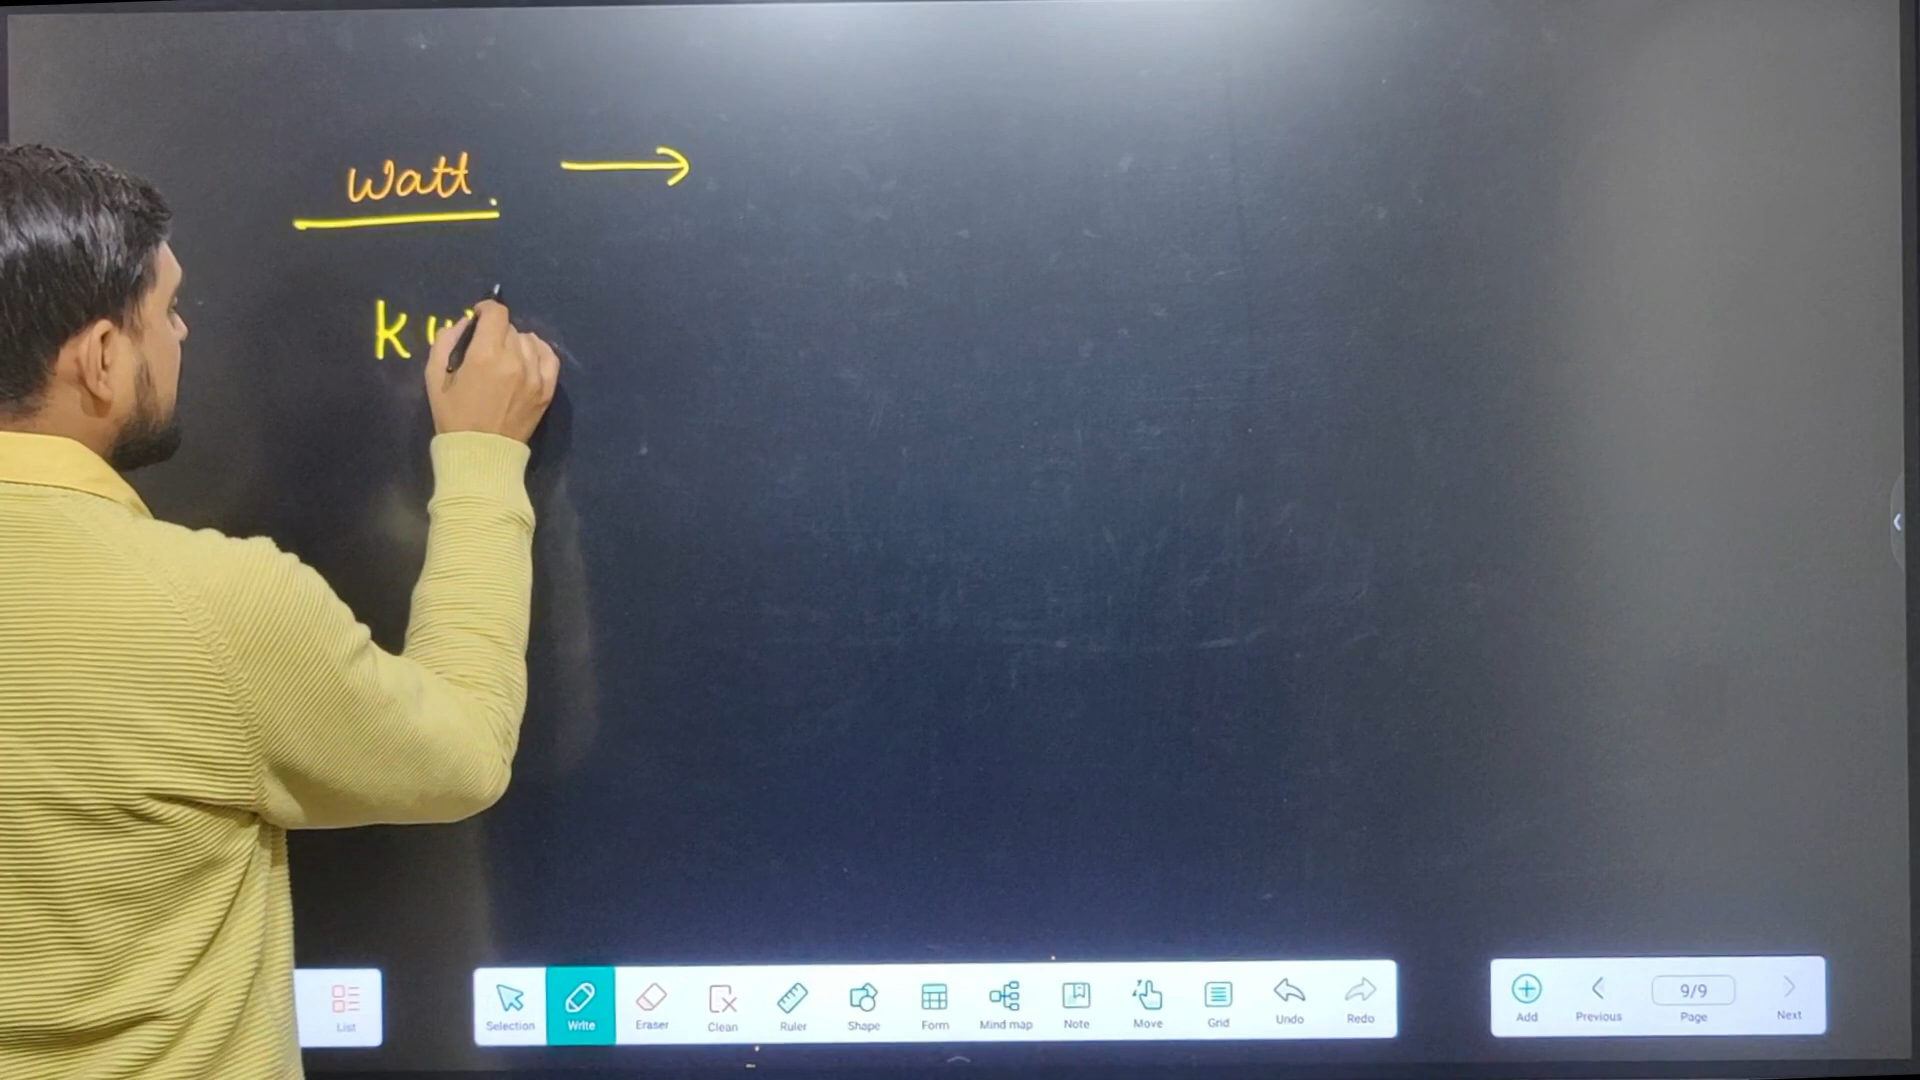 Watt. →
K W
List
Selection Write Eraser Clean Ruler Shape Form Mind map Note Move Grid Undo Redo
Add Previous 9/9 Page Next